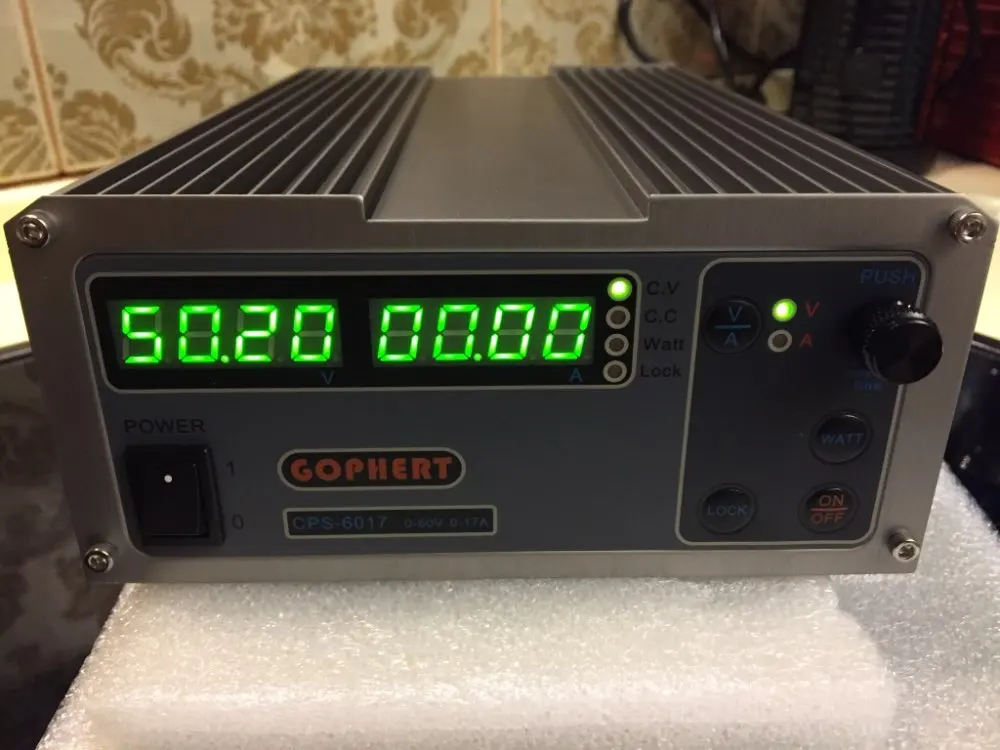 50.20 00.00
V A
C.V
C.C
Watt
Lock
POWER
1
0
GOPHERT
CPS-6017 0-60V 0-17A
PUSH
V
A
V
A
WATT
LOCK
ON
OFF